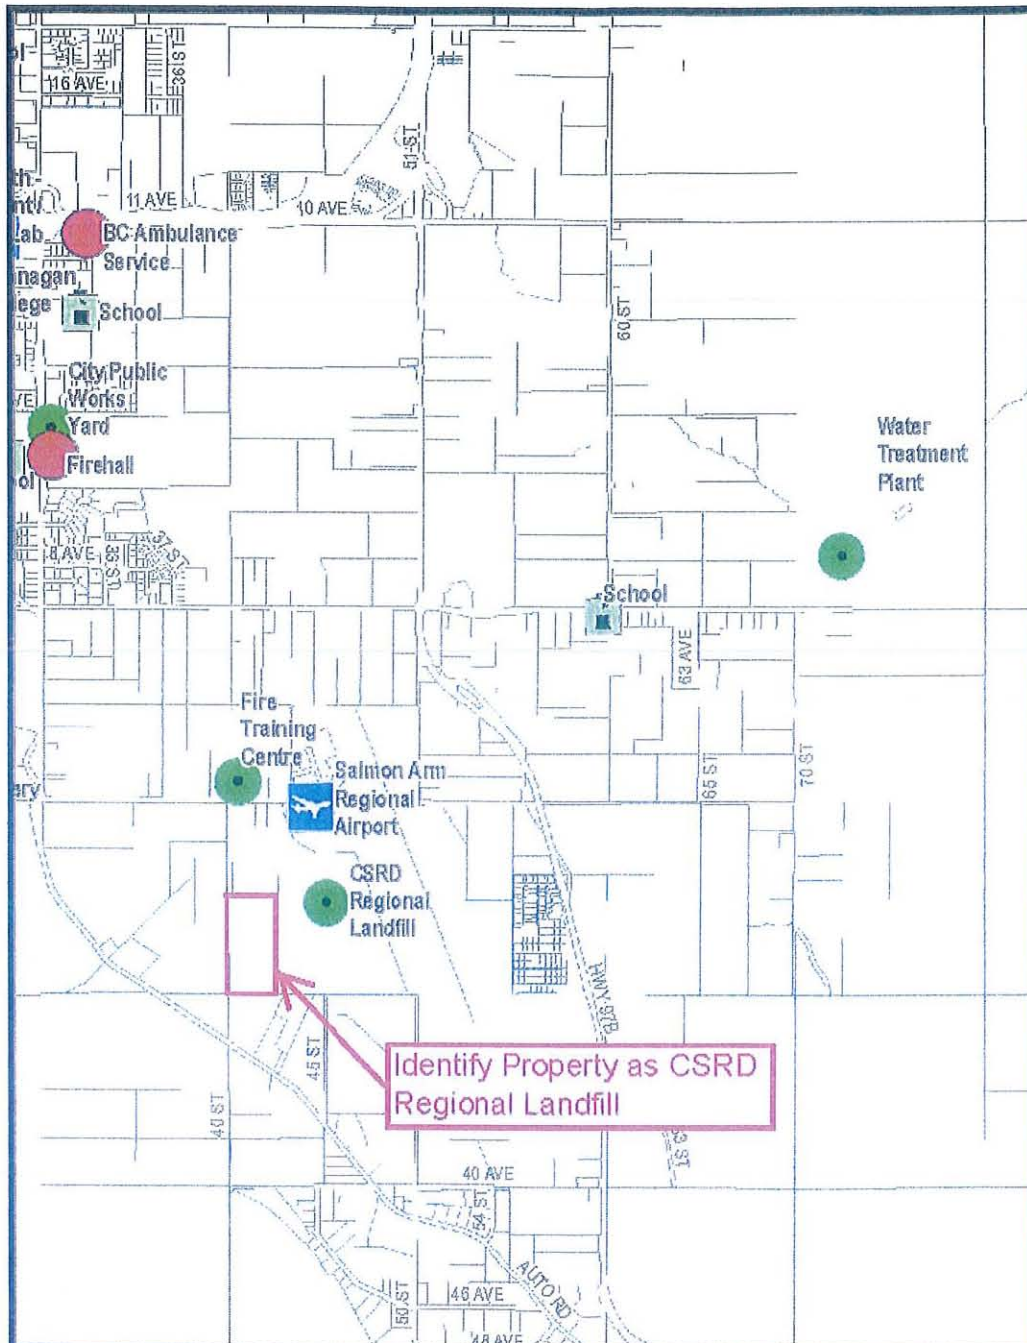 16 AVE
36 ST
51 ST
11 AVE
10 AVE
BC Ambulance
Service
School
60 ST
City Public
Works
Yard
Firehall
Water
Treatment
Plant
8 AVE
37 ST
School
63 AVE
Fire
Training
Centre
Salmon Arm
Regional
Airport
65 ST
70 ST
CSRD
Regional
Landfill
HWY 97B
45 ST
Identify Property as CSRD
Regional Landfill
40 ST
40 AVE
54 ST
AUTO RD
50 ST
46 AVE
48 AVE